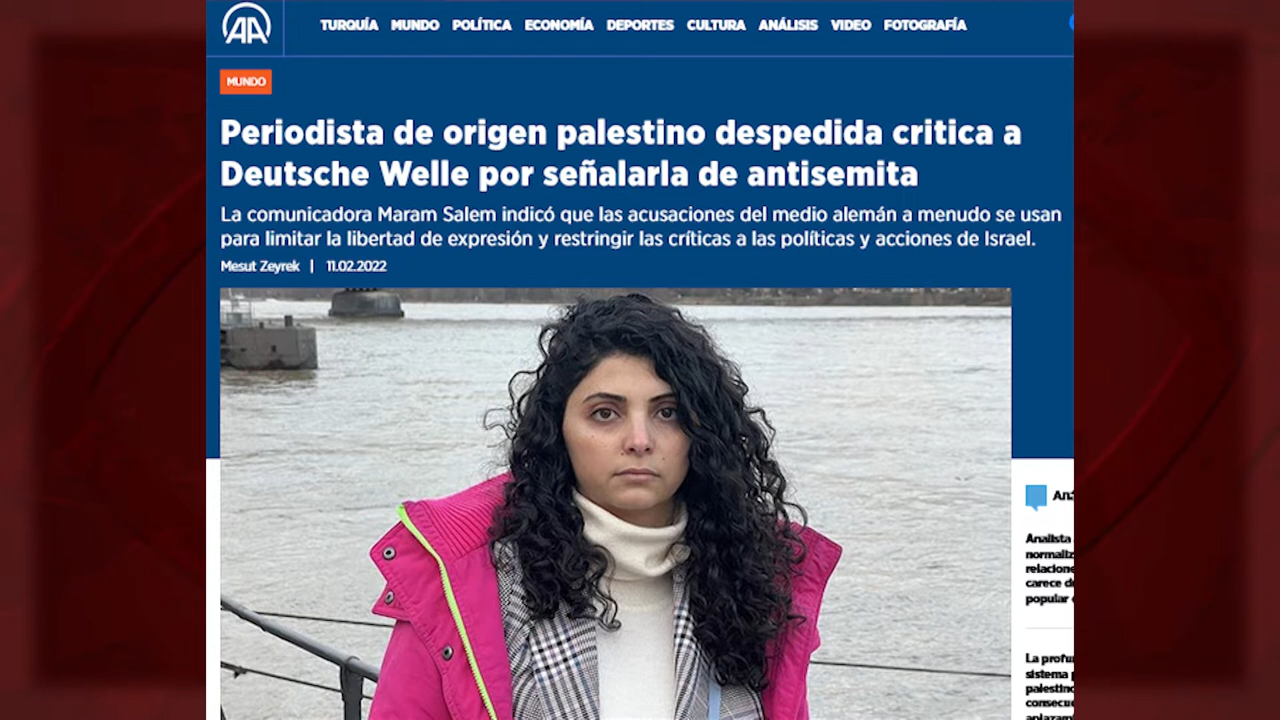 AA
TURQUÍA MUNDO POLÍTICA ECONOMÍA DEPORTES CULTURA ANÁLISIS VIDEO FOTOGRAFÍA
MUNDO
Periodista de origen palestino despedida critica a
Deutsche Welle por señalarla de antisemita
La comunicadora Maram Salem indicó que las acusaciones del medio alemán a menudo se usan
para limitar la libertad de expresión y restringir las críticas a las políticas y acciones de Israel.
Mesut Zeyrek | 11.02.2022
Analista
relacione
carece d
popular
La profu
sistema p
palestino
consecue